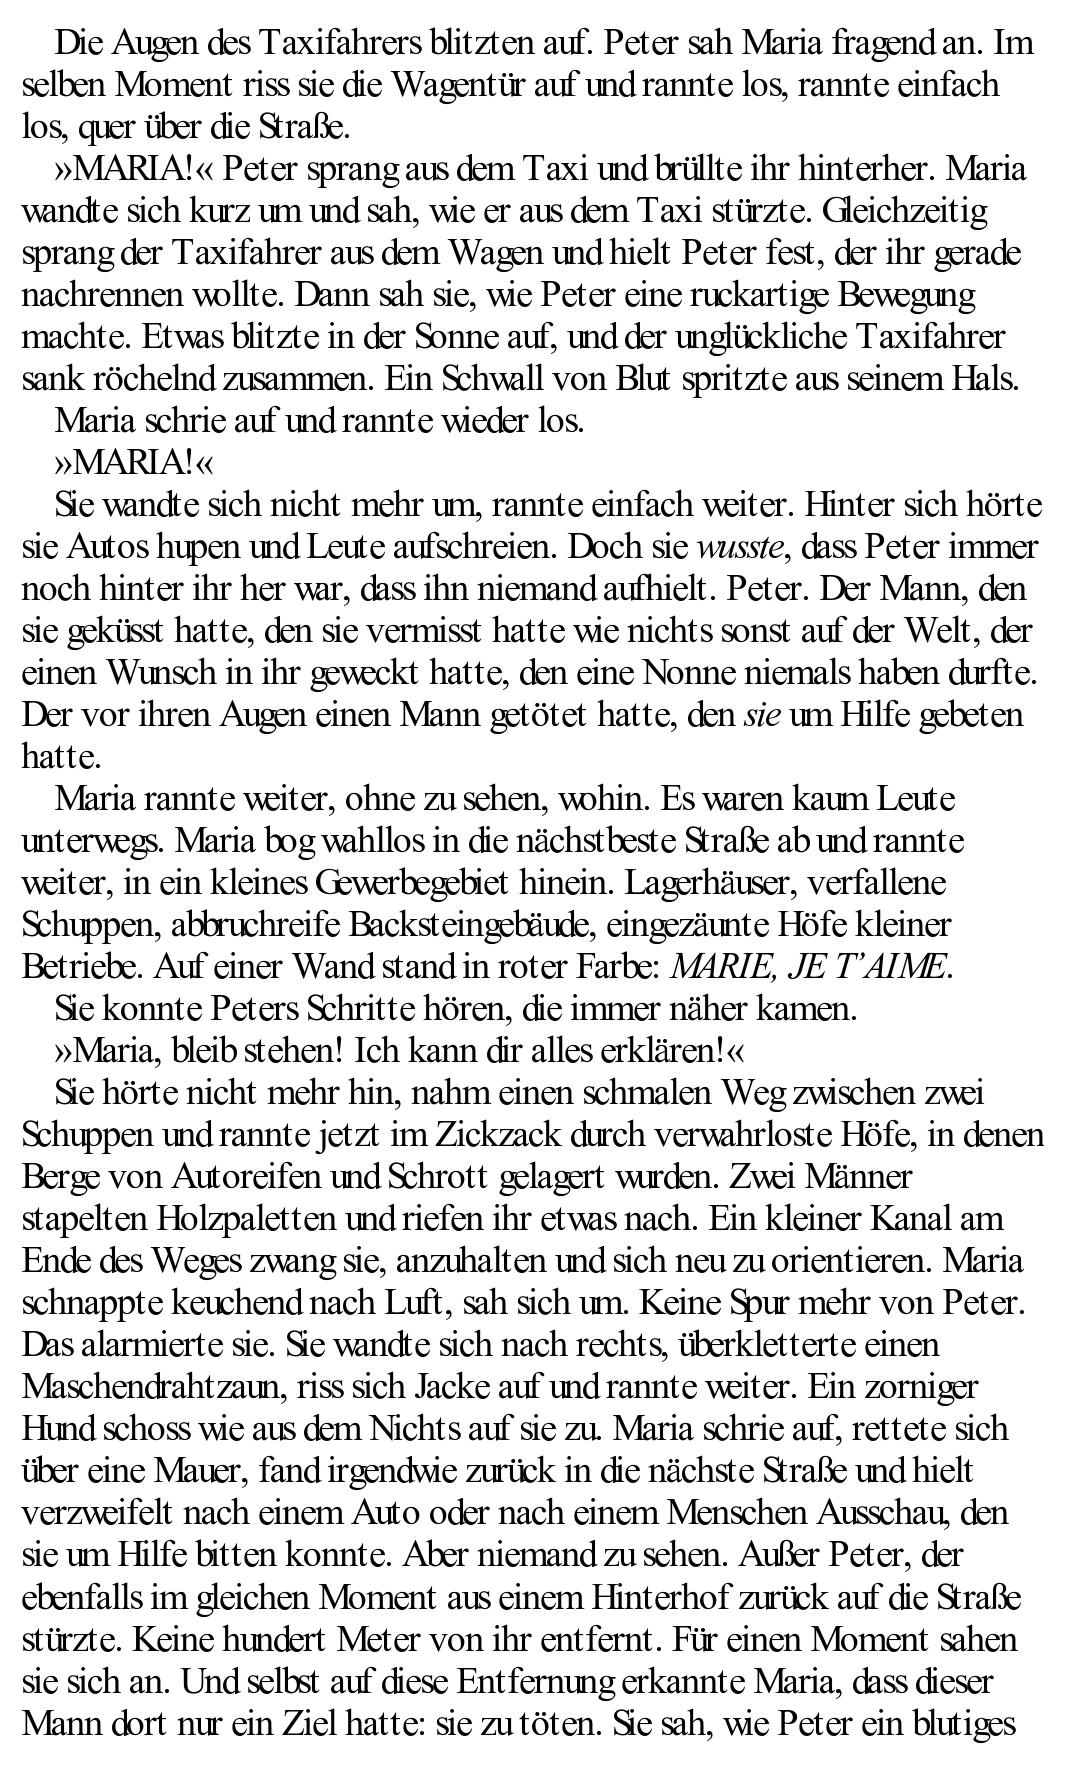 Die Augen des Taxifahrers blitzten auf. Peter sah Maria fragend an. Im
selben Moment riss sie die Wagentür auf und rannte los, rannte einfach
los, quer über die Straße.
»MARIA!« Peter sprang aus dem Taxi und brüllte ihr hinterher. Maria
wandte sich kurz um und sah, wie er aus dem Taxi stürzte. Gleichzeitig
sprang der Taxifahrer aus dem Wagen und hielt Peter fest, der ihr gerade
nachrennen wollte. Dann sah sie, wie Peter eine ruckartige Bewegung
machte. Etwas blitzte in der Sonne auf, und der unglückliche Taxifahrer
sank röchelnd zusammen. Ein Schwall von Blut spritzte aus seinem Hals.
Maria schrie auf und rannte wieder los.
»MARIA!«
Sie wandte sich nicht mehr um, rannte einfach weiter. Hinter sich hörte
sie Autos hupen und Leute aufschreien. Doch sie wusste, dass Peter immer
noch hinter ihr her war, dass ihn niemand aufhielt. Peter. Der Mann, den
sie geküsst hatte, den sie vermisst hatte wie nichts sonst auf der Welt, der
einen Wunsch in ihr geweckt hatte, den eine Nonne niemals haben durfte.
Der vor ihren Augen einen Mann getötet hatte, den sie um Hilfe gebeten
hatte.
Maria rannte weiter, ohne zu sehen, wohin. Es waren kaum Leute
unterwegs. Maria bog wahllos in die nächstbeste Straße ab und rannte
weiter, in ein kleines Gewerbegebiet hinein. Lagerhäuser, verfallene
Schuppen, abbruchreife Backsteingebäude, eingezäunte Höfe kleiner
Betriebe. Auf einer Wand stand in roter Farbe: MARIE, JE T’AIME.
Sie konnte Peters Schritte hören, die immer näher kamen.
»Maria, bleib stehen! Ich kann dir alles erklären!«
Sie hörte nicht mehr hin, nahm einen schmalen Weg zwischen zwei
Schuppen und rannte jetzt im Zickzack durch verwahrloste Höfe, in denen
Berge von Autoreifen und Schrott gelagert wurden. Zwei Männer
stapelten Holzpaletten und riefen ihr etwas nach. Ein kleiner Kanal am
Ende des Weges zwang sie, anzuhalten und sich neu zu orientieren. Maria
schnappte keuchend nach Luft, sah sich um. Keine Spur mehr von Peter.
Das alarmierte sie. Sie wandte sich nach rechts, überkletterte einen
Maschendrahtzaun, riss sich Jacke auf und rannte weiter. Ein zorniger
Hund schoss wie aus dem Nichts auf sie zu. Maria schrie auf, rettete sich
über eine Mauer, fand irgendwie zurück in die nächste Straße und hielt
verzweifelt nach einem Auto oder nach einem Menschen Ausschau, den
sie um Hilfe bitten konnte. Aber niemand zu sehen. Außer Peter, der
ebenfalls im gleichen Moment aus einem Hinterhof zurück auf die Straße
stürzte. Keine hundert Meter von ihr entfernt. Für einen Moment sahen
sie sich an. Und selbst auf diese Entfernung erkannte Maria, dass dieser
Mann dort nur ein Ziel hatte: sie zu töten. Sie sah, wie Peter ein blutiges